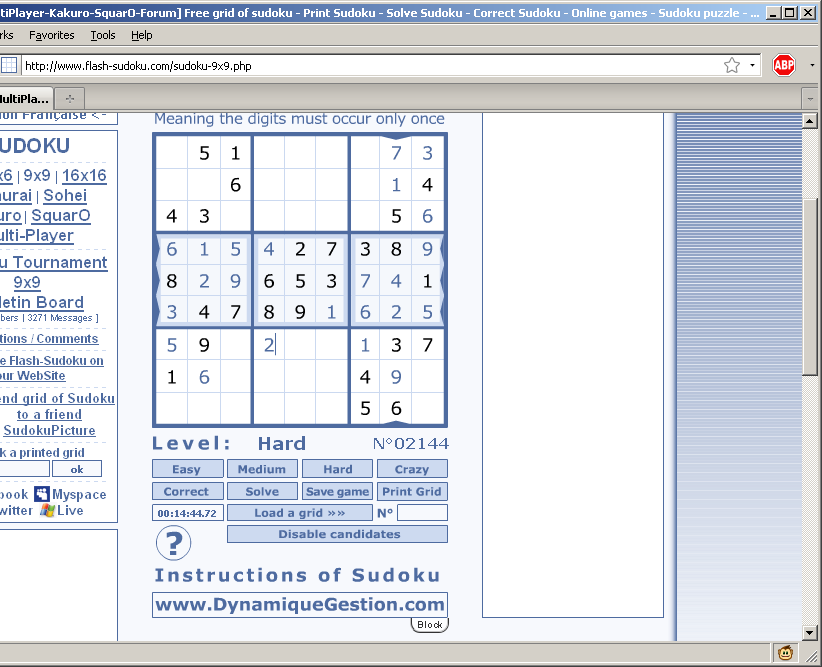 tiPlayer-Kakuro-SquarO-Forum] Free grid of sudoku - Print Sudoku - Solve Sudoku - Correct Sudoku - Online games - Sudoku puzzle - ...
rks Favorites Tools Help
http://www.flash-sudoku.com/sudoku-9x9.php
ABP
MultiPla...
ion Française <-
UDOKU
x6 | 9x9 | 16x16
murai | Sohei
uro | SquarO
ulti-Player
u Tournament
9x9
letin Board
bers | 3271 Messages ]
tions / Comments
e Flash-Sudoku on
our WebSite
end grid of Sudoku
to a friend
SudokuPicture
k a printed grid
ok
book Myspace
witter Live
Meaning the digits must occur only once
5 1 7 3
6 1 4
4 3 5 6
6 1 5 4 2 7 3 8 9
8 2 9 6 5 3 7 4 1
3 4 7 8 9 1 6 2 5
5 9 2 1 3 7
1 6 4 9
5 6
Level: Hard N°02144
Easy Medium Hard Crazy
Correct Solve Save game Print Grid
00:14:44.72 Load a grid »» N°
Disable candidates
?
Instructions of Sudoku
www.DynamiqueGestion.com
Block